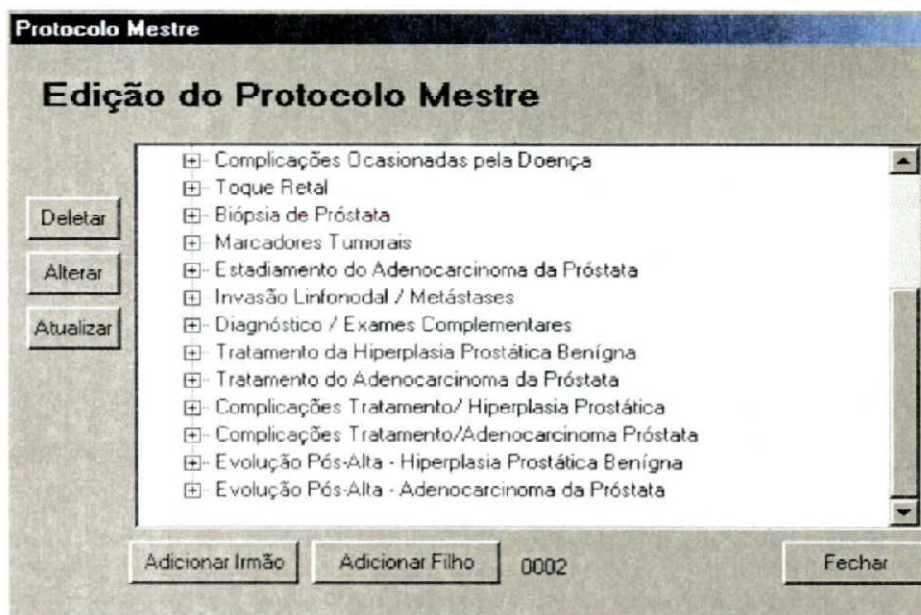 Protocolo Mestre
Edição do Protocolo Mestre
Complicações Ocasionadas pela Doença
Toque Retal
Biópsia de Próstata
Marcadores Tumorais
Estadiamento do Adenocarcinoma da Próstata
Invasão Linfonodal / Metástases
Diagnóstico / Exames Complementares
Tratamento da Hiperplasia Prostática Benígna
Tratamento do Adenocarcinoma da Próstata
Complicações Tratamento/ Hiperplasia Prostática
Complicações Tratamento/Adenocarcinoma Próstata
Evolução Pós-Alta - Hiperplasia Prostática Benígna
Evolução Pós-Alta - Adenocarcinoma da Próstata
Deletar
Alterar
Atualizar
Adicionar Irmão
Adicionar Filho
0002
Fechar